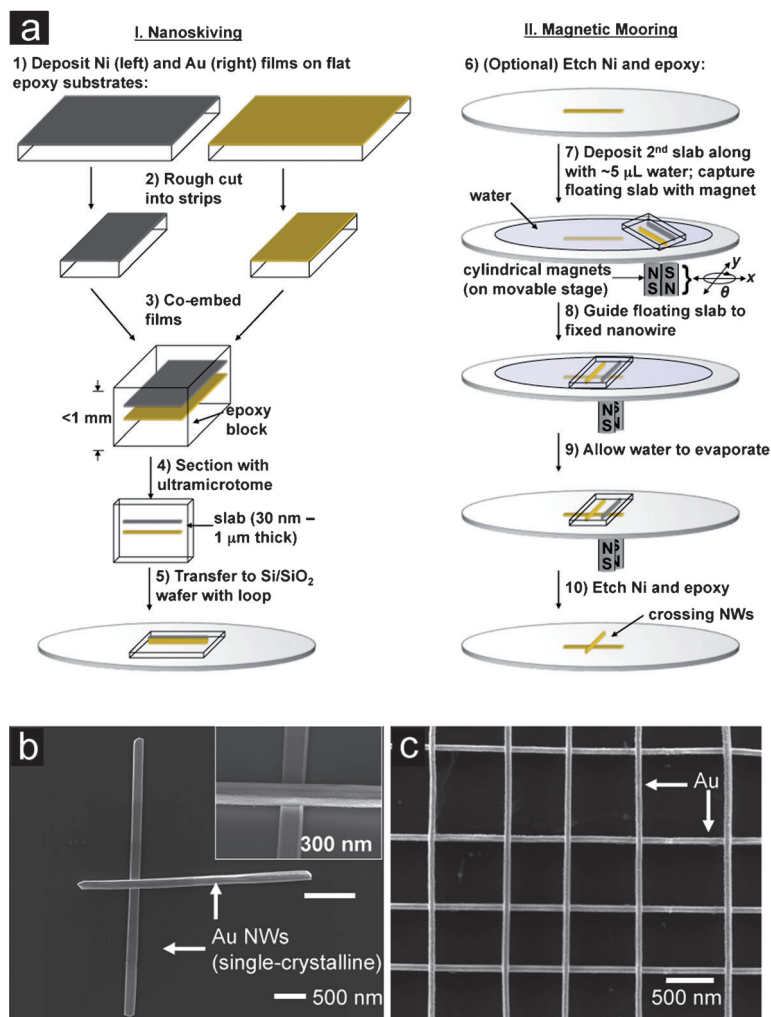 a
I. Nanoskiving
1) Deposit Ni (left) and Au (right) films on flat
epoxy substrates:
2) Rough cut
into strips
3) Co-embed
films
<1 mm
epoxy
block
4) Section with
ultramicrotome
slab (30 nm –
1 μm thick)
5) Transfer to Si/SiO2
wafer with loop
II. Magnetic Mooring
6) (Optional) Etch Ni and epoxy:
7) Deposit 2nd slab along
with ~5 μL water; capture
floating slab with magnet
water
cylindrical magnets
(on movable stage)
N S
S N
}
y
x
θ
8) Guide floating slab to
fixed nanowire
N S
S N
9) Allow water to evaporate
N S
S N
10) Etch Ni and epoxy
crossing NWs
b
300 nm
Au NWs
(single-crystalline)
500 nm
c
Au
500 nm